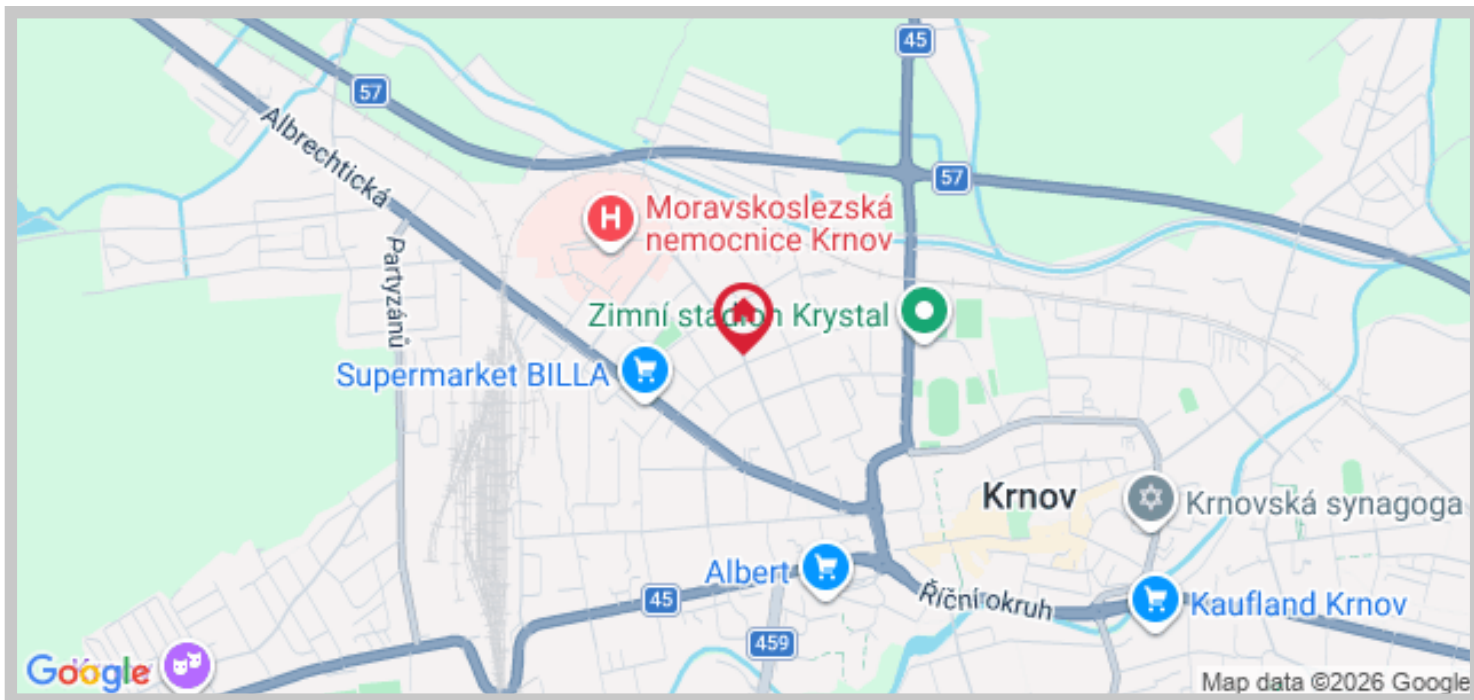 45
57
Albrechtická
57
H
Moravskoslezská
nemocnice Krnov
Partyzánů
Zimní stadion Krystal
Supermarket BILLA
Krnov
Krnovská synagoga
Albert
45
Říční okruh
Kaufland Krnov
459
Google
Map data ©2026 Google